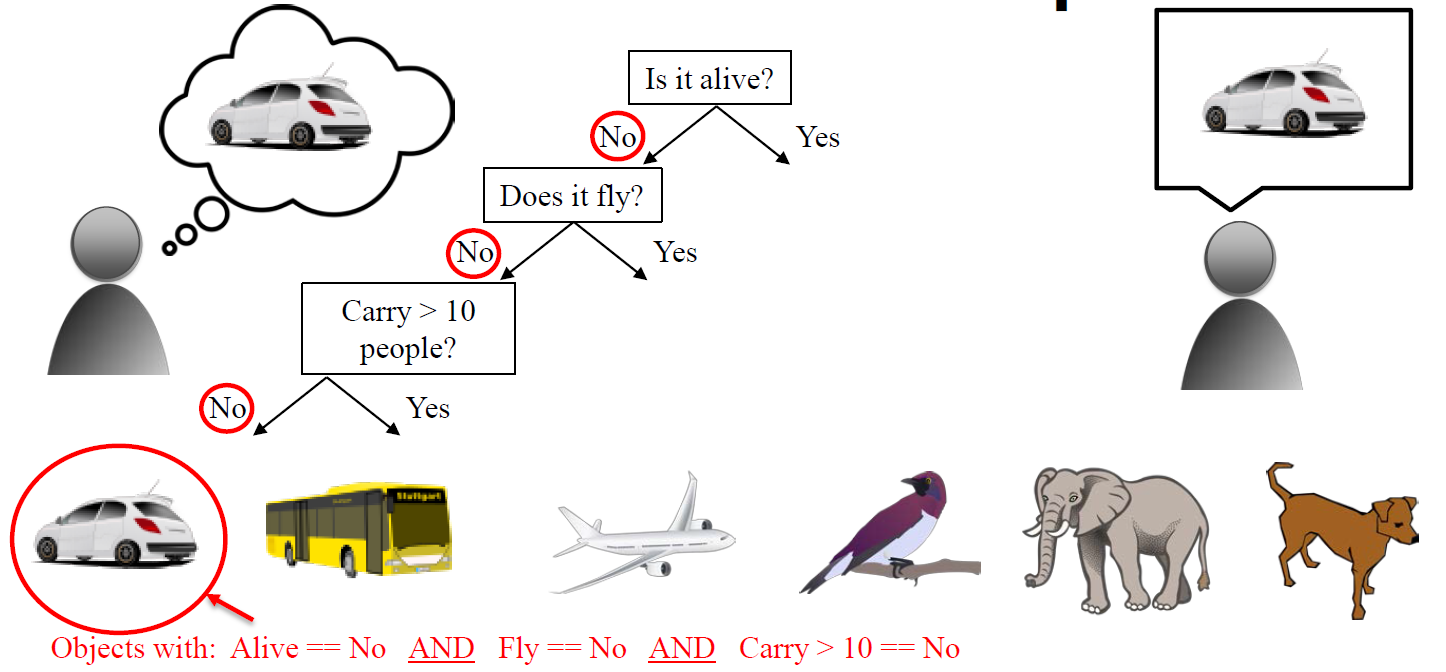 Is it alive?
No
Yes
Does it fly?
No
Yes
Carry > 10
people?
No
Yes
Stuttgart
Objects with: Alive == No AND Fly == No AND Carry > 10 == No